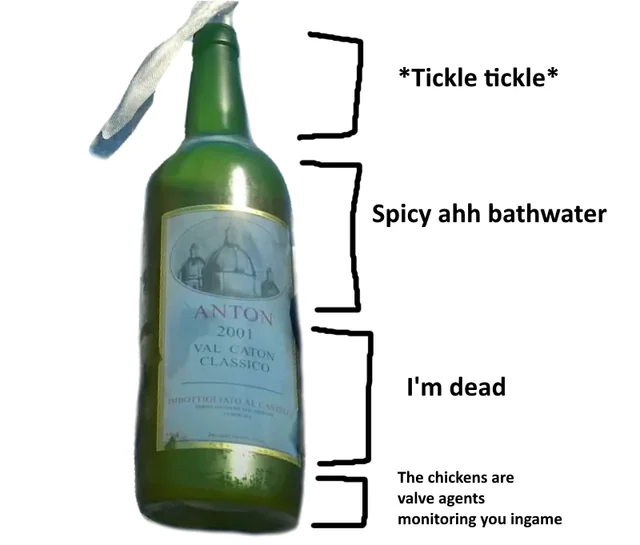 *Tickle tickle*
Spicy ahh bathwater
ANTON
2001
VAL CATON
CLASSICO
I'm dead
The chickens are
valve agents
monitoring you ingame